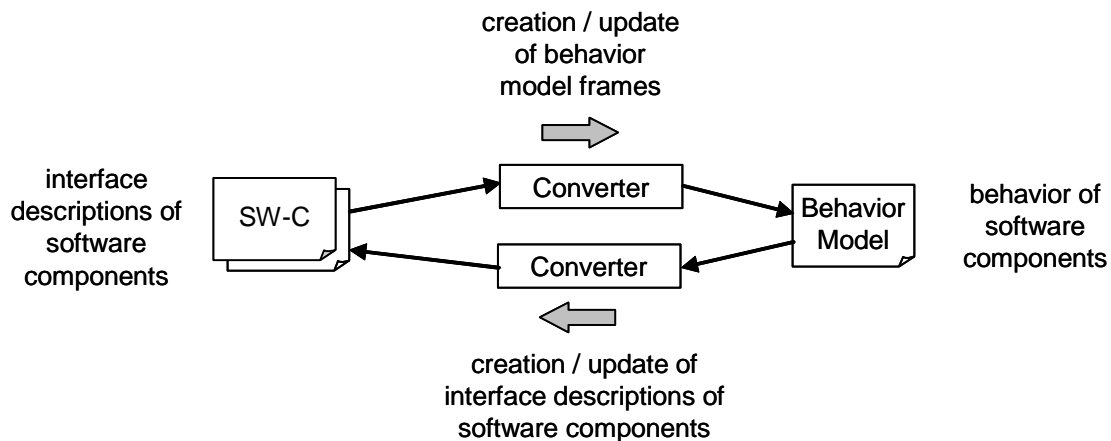 creation / update
of behavior
model frames
interface
descriptions of
software
components
SW-C
Converter
Converter
Behavior
Model
behavior of
software
components
creation / update of
interface descriptions of
software components